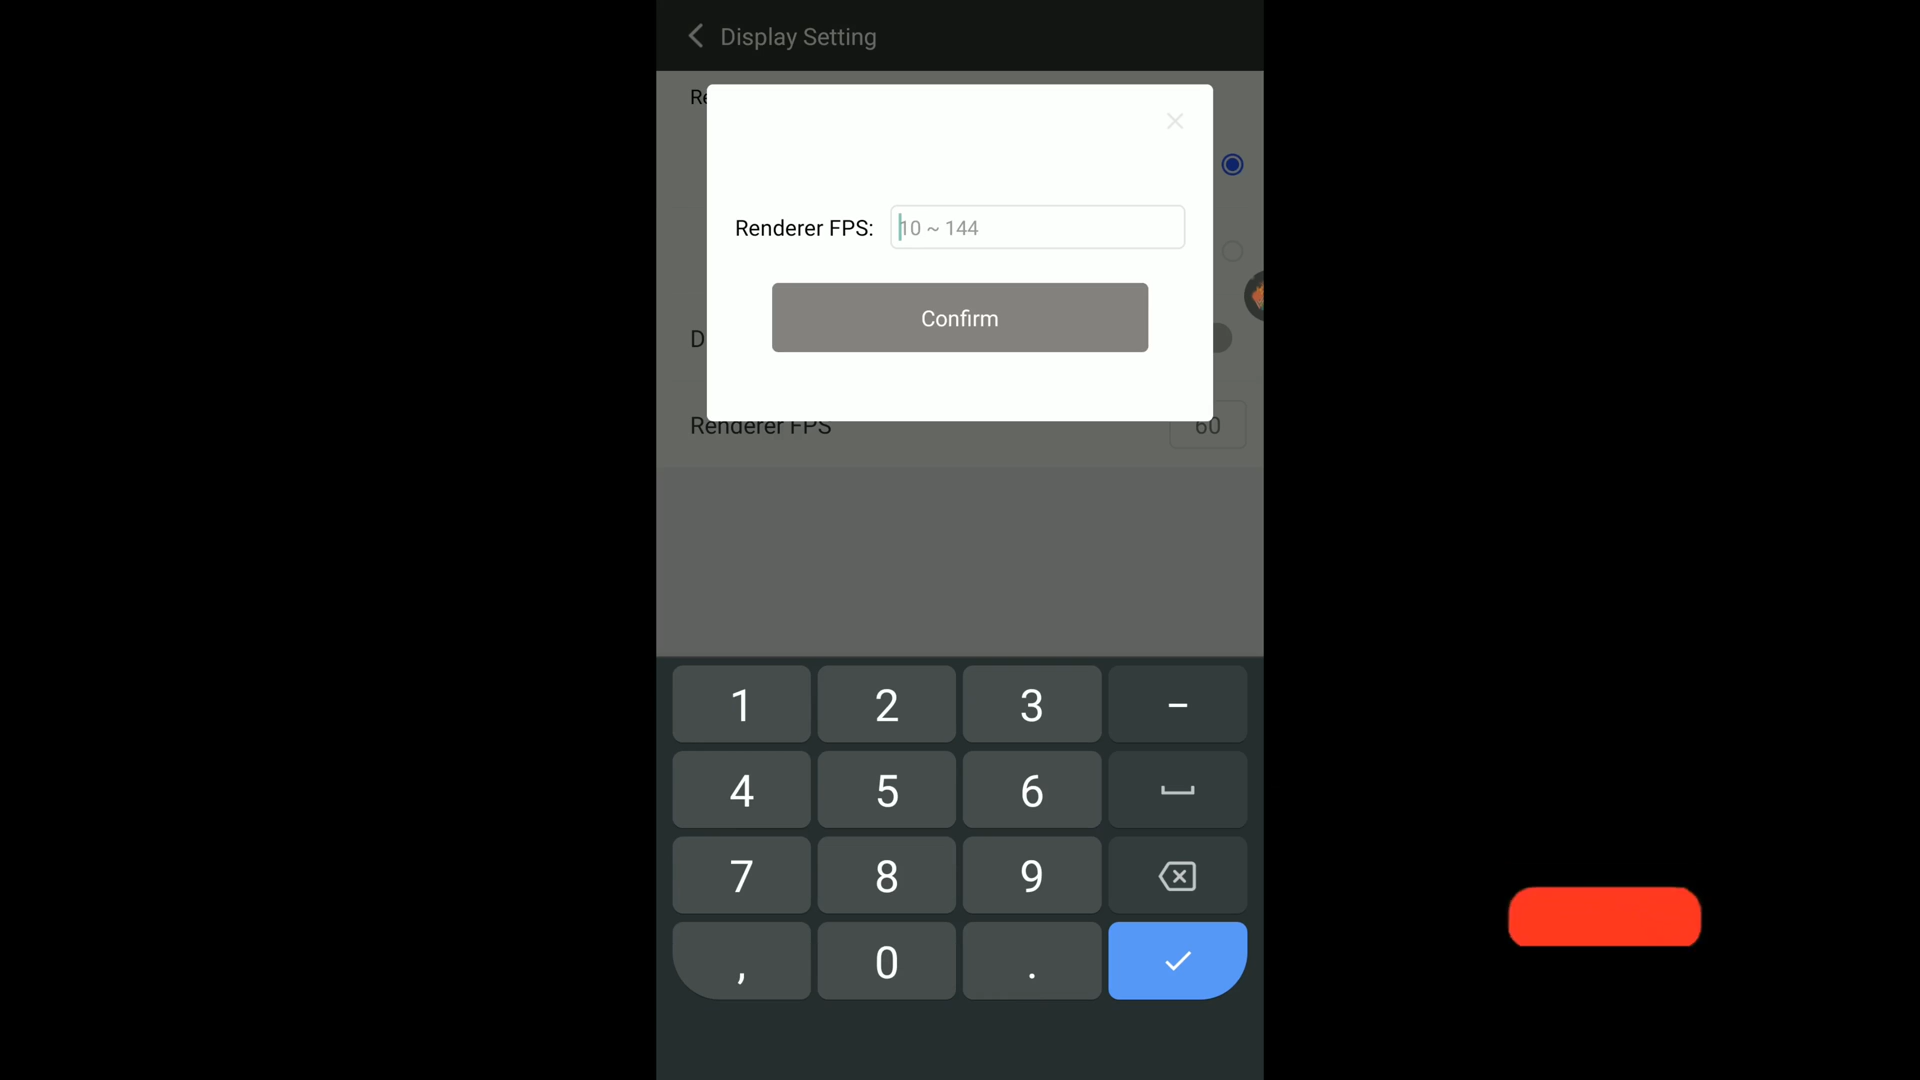 Display Setting
Re
Renderer FPS: 10 ~ 144
Confirm
D
Renderer FPS 60
1 2 3 -
4 5 6
7 8 9
, 0 .